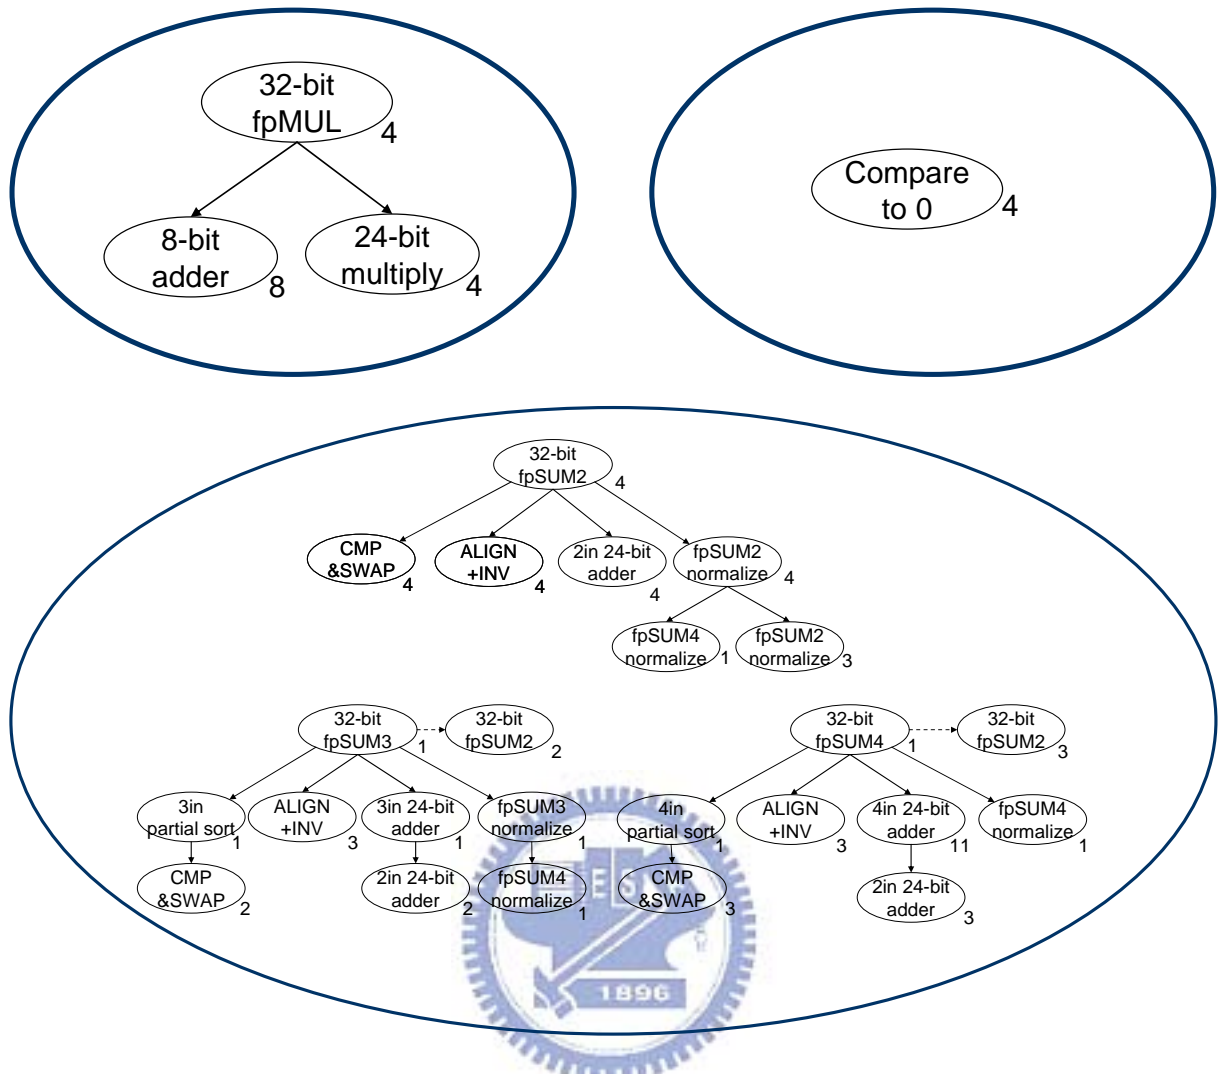 32-bit
fpMUL
4
8-bit
adder
8
24-bit
multiply
4
Compare
to 0
4
32-bit
fpSUM2
4
CMP
&SWAP
4
ALIGN
+INV
4
2in 24-bit
adder
4
fpSUM2
normalize
4
fpSUM4
normalize
1
fpSUM2
normalize
3
32-bit
fpSUM3
1
32-bit
fpSUM2
2
3in
partial sort
1
ALIGN
+INV
3
3in 24-bit
adder
1
fpSUM3
normalize
1
CMP
&SWAP
2
2in 24-bit
adder
2
fpSUM4
normalize
1
32-bit
fpSUM4
1
32-bit
fpSUM2
3
4in
partial sort
1
ALIGN
+INV
3
4in 24-bit
adder
11
fpSUM4
normalize
1
CMP
&SWAP
3
2in 24-bit
adder
3
E S
1896